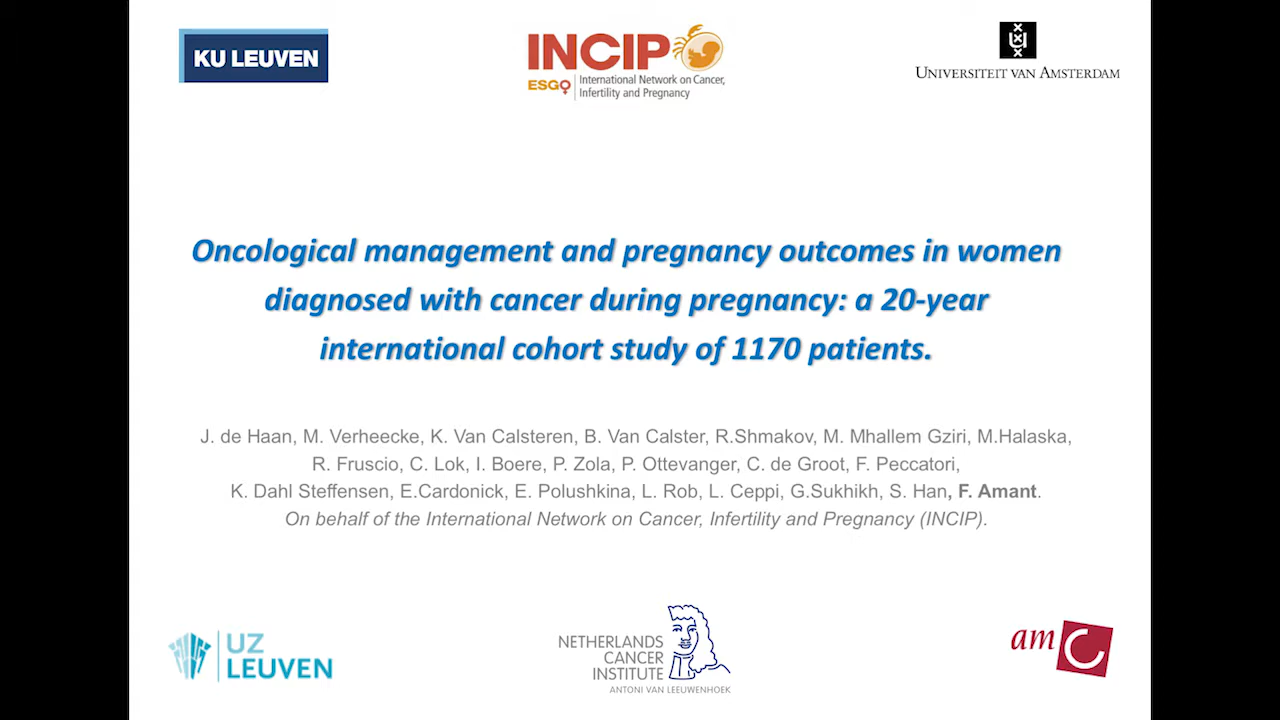 KU LEUVEN
INCIP
ESGO
International Network on Cancer,
Infertility and Pregnancy
UNIVERSITEIT VAN AMSTERDAM
Oncological management and pregnancy outcomes in women
diagnosed with cancer during pregnancy: a 20-year
international cohort study of 1170 patients.
J. de Haan, M. Verheecke, K. Van Calsteren, B. Van Calster, R.Shmakov, M. Mhallem Gziri, M.Halaska,
R. Fruscio, C. Lok, I. Boere, P. Zola, P. Ottevanger, C. de Groot, F. Peccatori,
K. Dahl Steffensen, E.Cardonick, E. Polushkina, L. Rob, L. Ceppi, G.Sukhikh, S. Han, F. Amant.
On behalf of the International Network on Cancer, Infertility and Pregnancy (INCIP).
UZ
LEUVEN
NETHERLANDS
CANCER
INSTITUTE
ANTONI VAN LEEUWENHOEK
amC